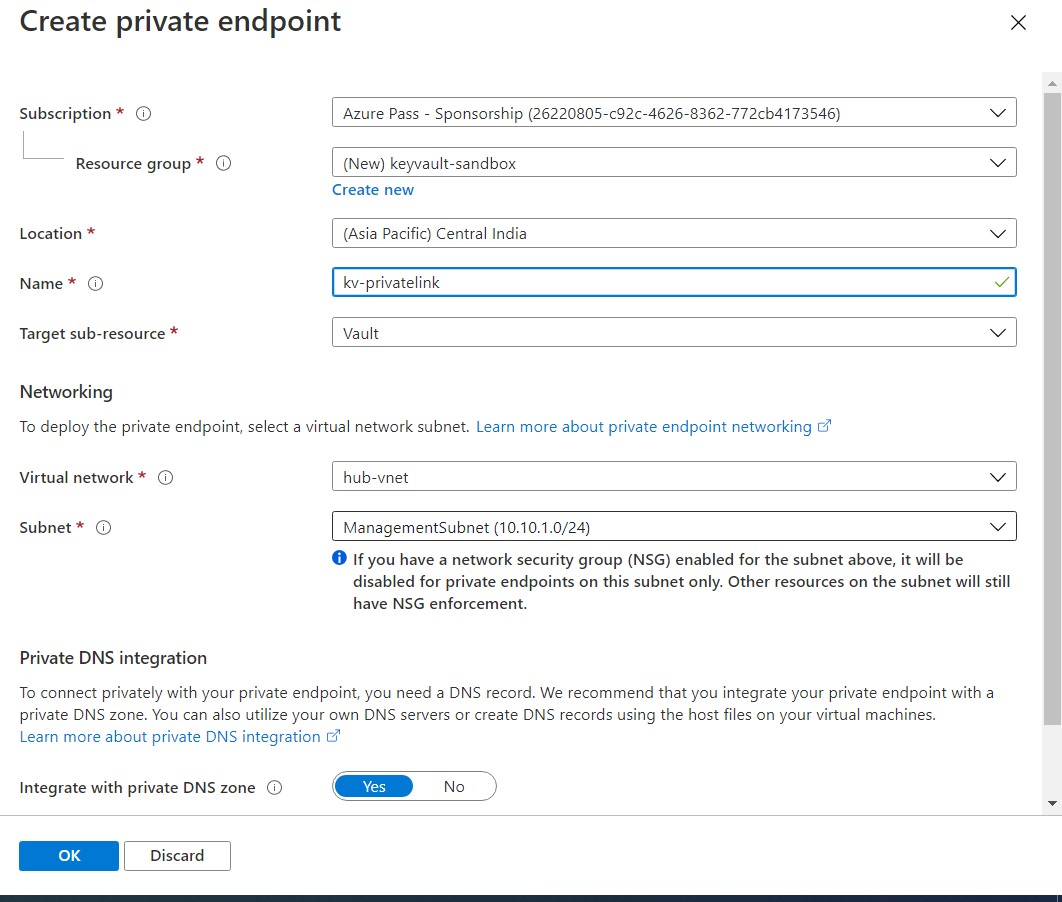 Create private endpoint
Subscription *
Azure Pass - Sponsorship (26220805-c92c-4626-8362-772cb4173546)
Resource group *
(New) keyvault-sandbox
Create new
Location *
(Asia Pacific) Central India
Name *
kv-privatelink
Target sub-resource *
Vault
Networking
To deploy the private endpoint, select a virtual network subnet. Learn more about private endpoint networking
Virtual network *
hub-vnet
Subnet *
ManagementSubnet (10.10.1.0/24)
If you have a network security group (NSG) enabled for the subnet above, it will be
disabled for private endpoints on this subnet only. Other resources on the subnet will still
have NSG enforcement.
Private DNS integration
To connect privately with your private endpoint, you need a DNS record. We recommend that you integrate your private endpoint with a
private DNS zone. You can also utilize your own DNS servers or create DNS records using the host files on your virtual machines.
Learn more about private DNS integration
Integrate with private DNS zone
Yes No
OK Discard